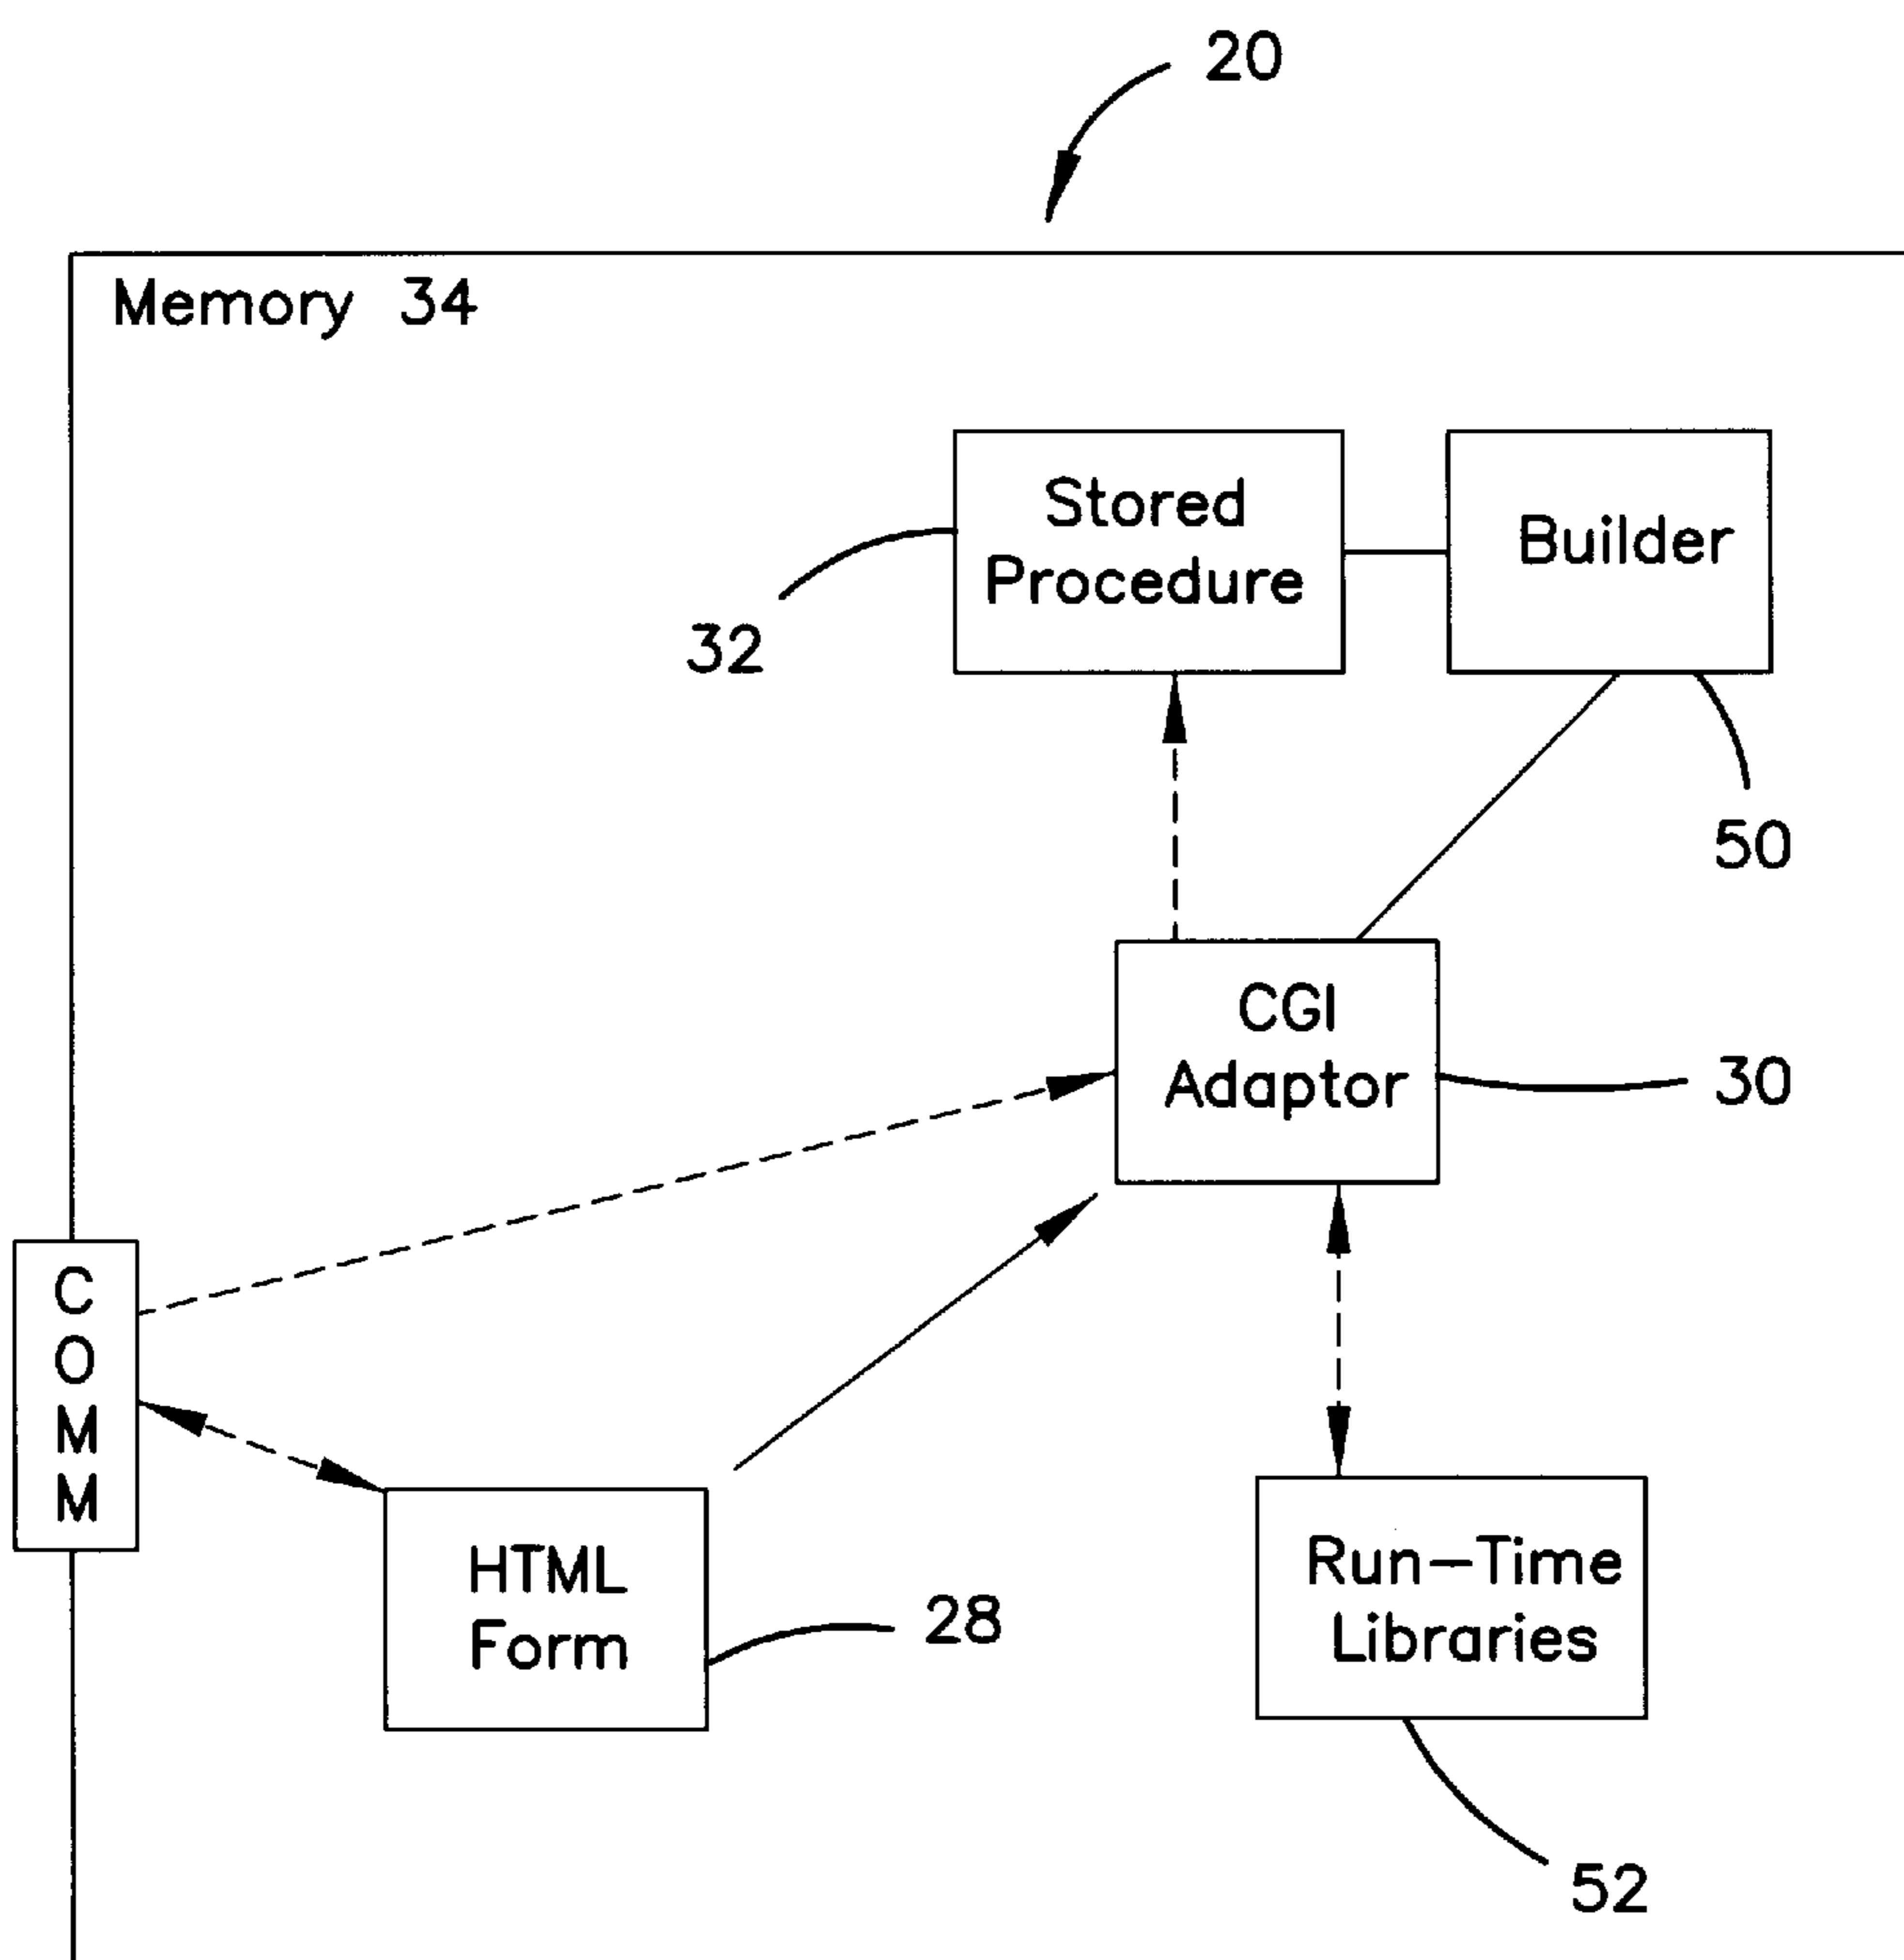 20
Memory 34
Stored
Procedure
Builder
32
50
CGI
Adaptor
30
C
O
M
M
HTML
Form
28
Run-Time
Libraries
52